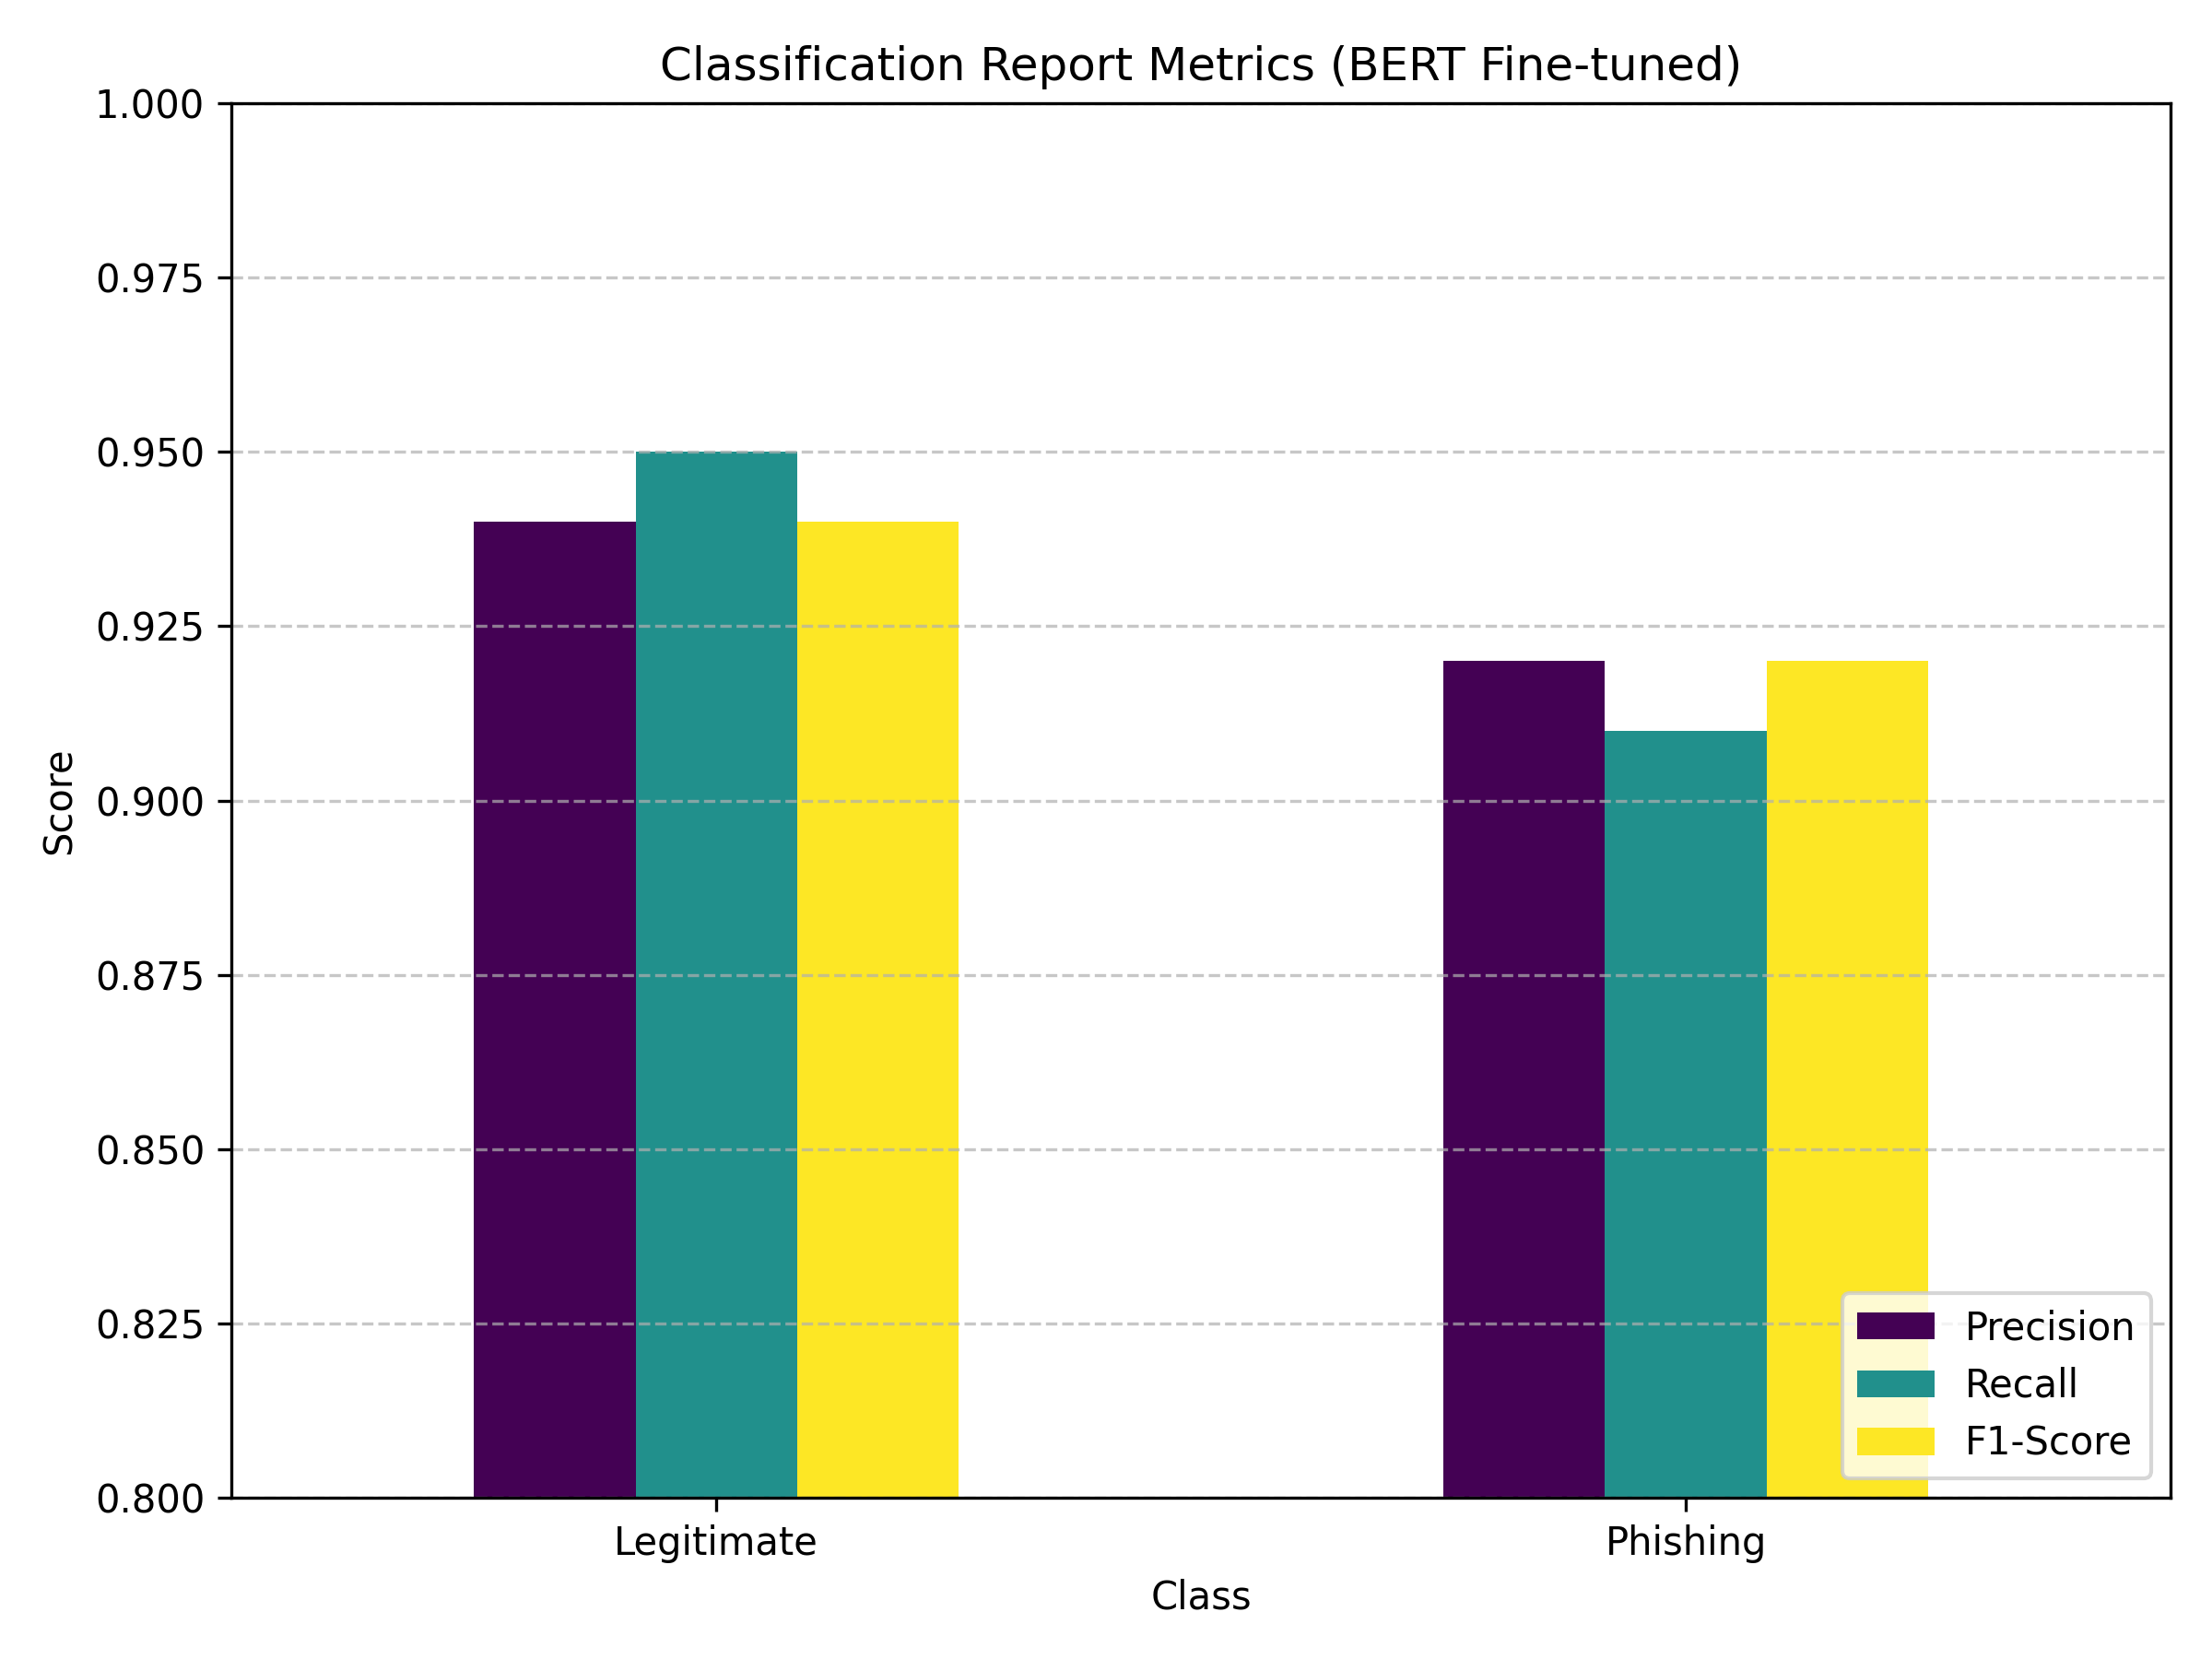 Classification Report Metrics (BERT Fine-tuned)
1.000
0.975
0.950
0.925
0.900
0.875
0.850
0.825
0.800
Score
Legitimate
Phishing
Class
Precision
Recall
F1-Score